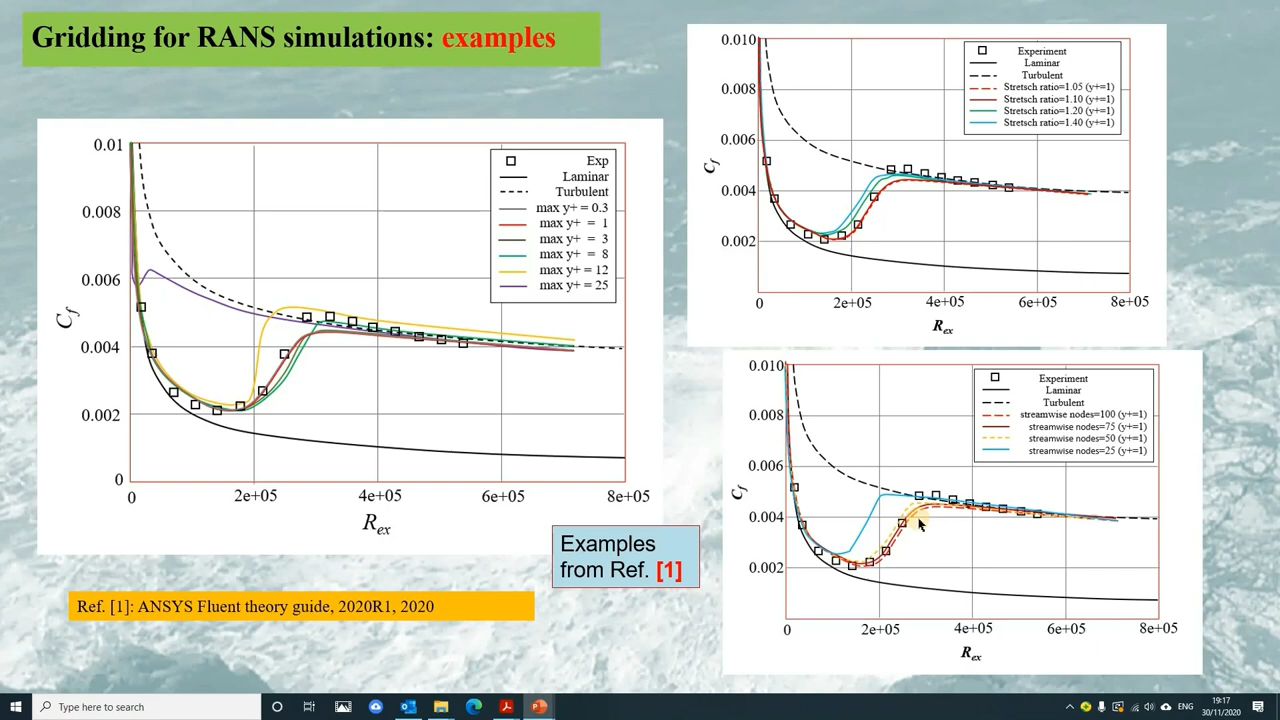 Gridding for RANS simulations: examples
0.01
0.008
0.006
0.004
0.002
0
Cf
Exp
Laminar
Turbulent
max y+ = 0.3
max y+ = 1
max y+ = 3
max y+ = 8
max y+ = 12
max y+ = 25
0 2e+05 4e+05 6e+05 8e+05
Rex
0.010
0.008
0.006
0.004
0.002
Cf
Experiment
Laminar
Turbulent
Stretsch ratio=1.05 (y+=1)
Stretsch ratio=1.10 (y+=1)
Stretsch ratio=1.20 (y+=1)
Stretsch ratio=1.40 (y+=1)
0 2e+05 4e+05 6e+05 8e+05
Rex
0.010
0.008
0.006
0.004
0.002
Cf
Experiment
Laminar
Turbulent
streamwise nodes=100 (y+=1)
streamwise nodes=75 (y+=1)
streamwise nodes=50 (y+=1)
streamwise nodes=25 (y+=1)
0 2e+05 4e+05 6e+05 8e+05
Rex
Examples
from Ref. [1]
Ref. [1]: ANSYS Fluent theory guide, 2020R1, 2020
Type here to search
19:17
30/11/2020